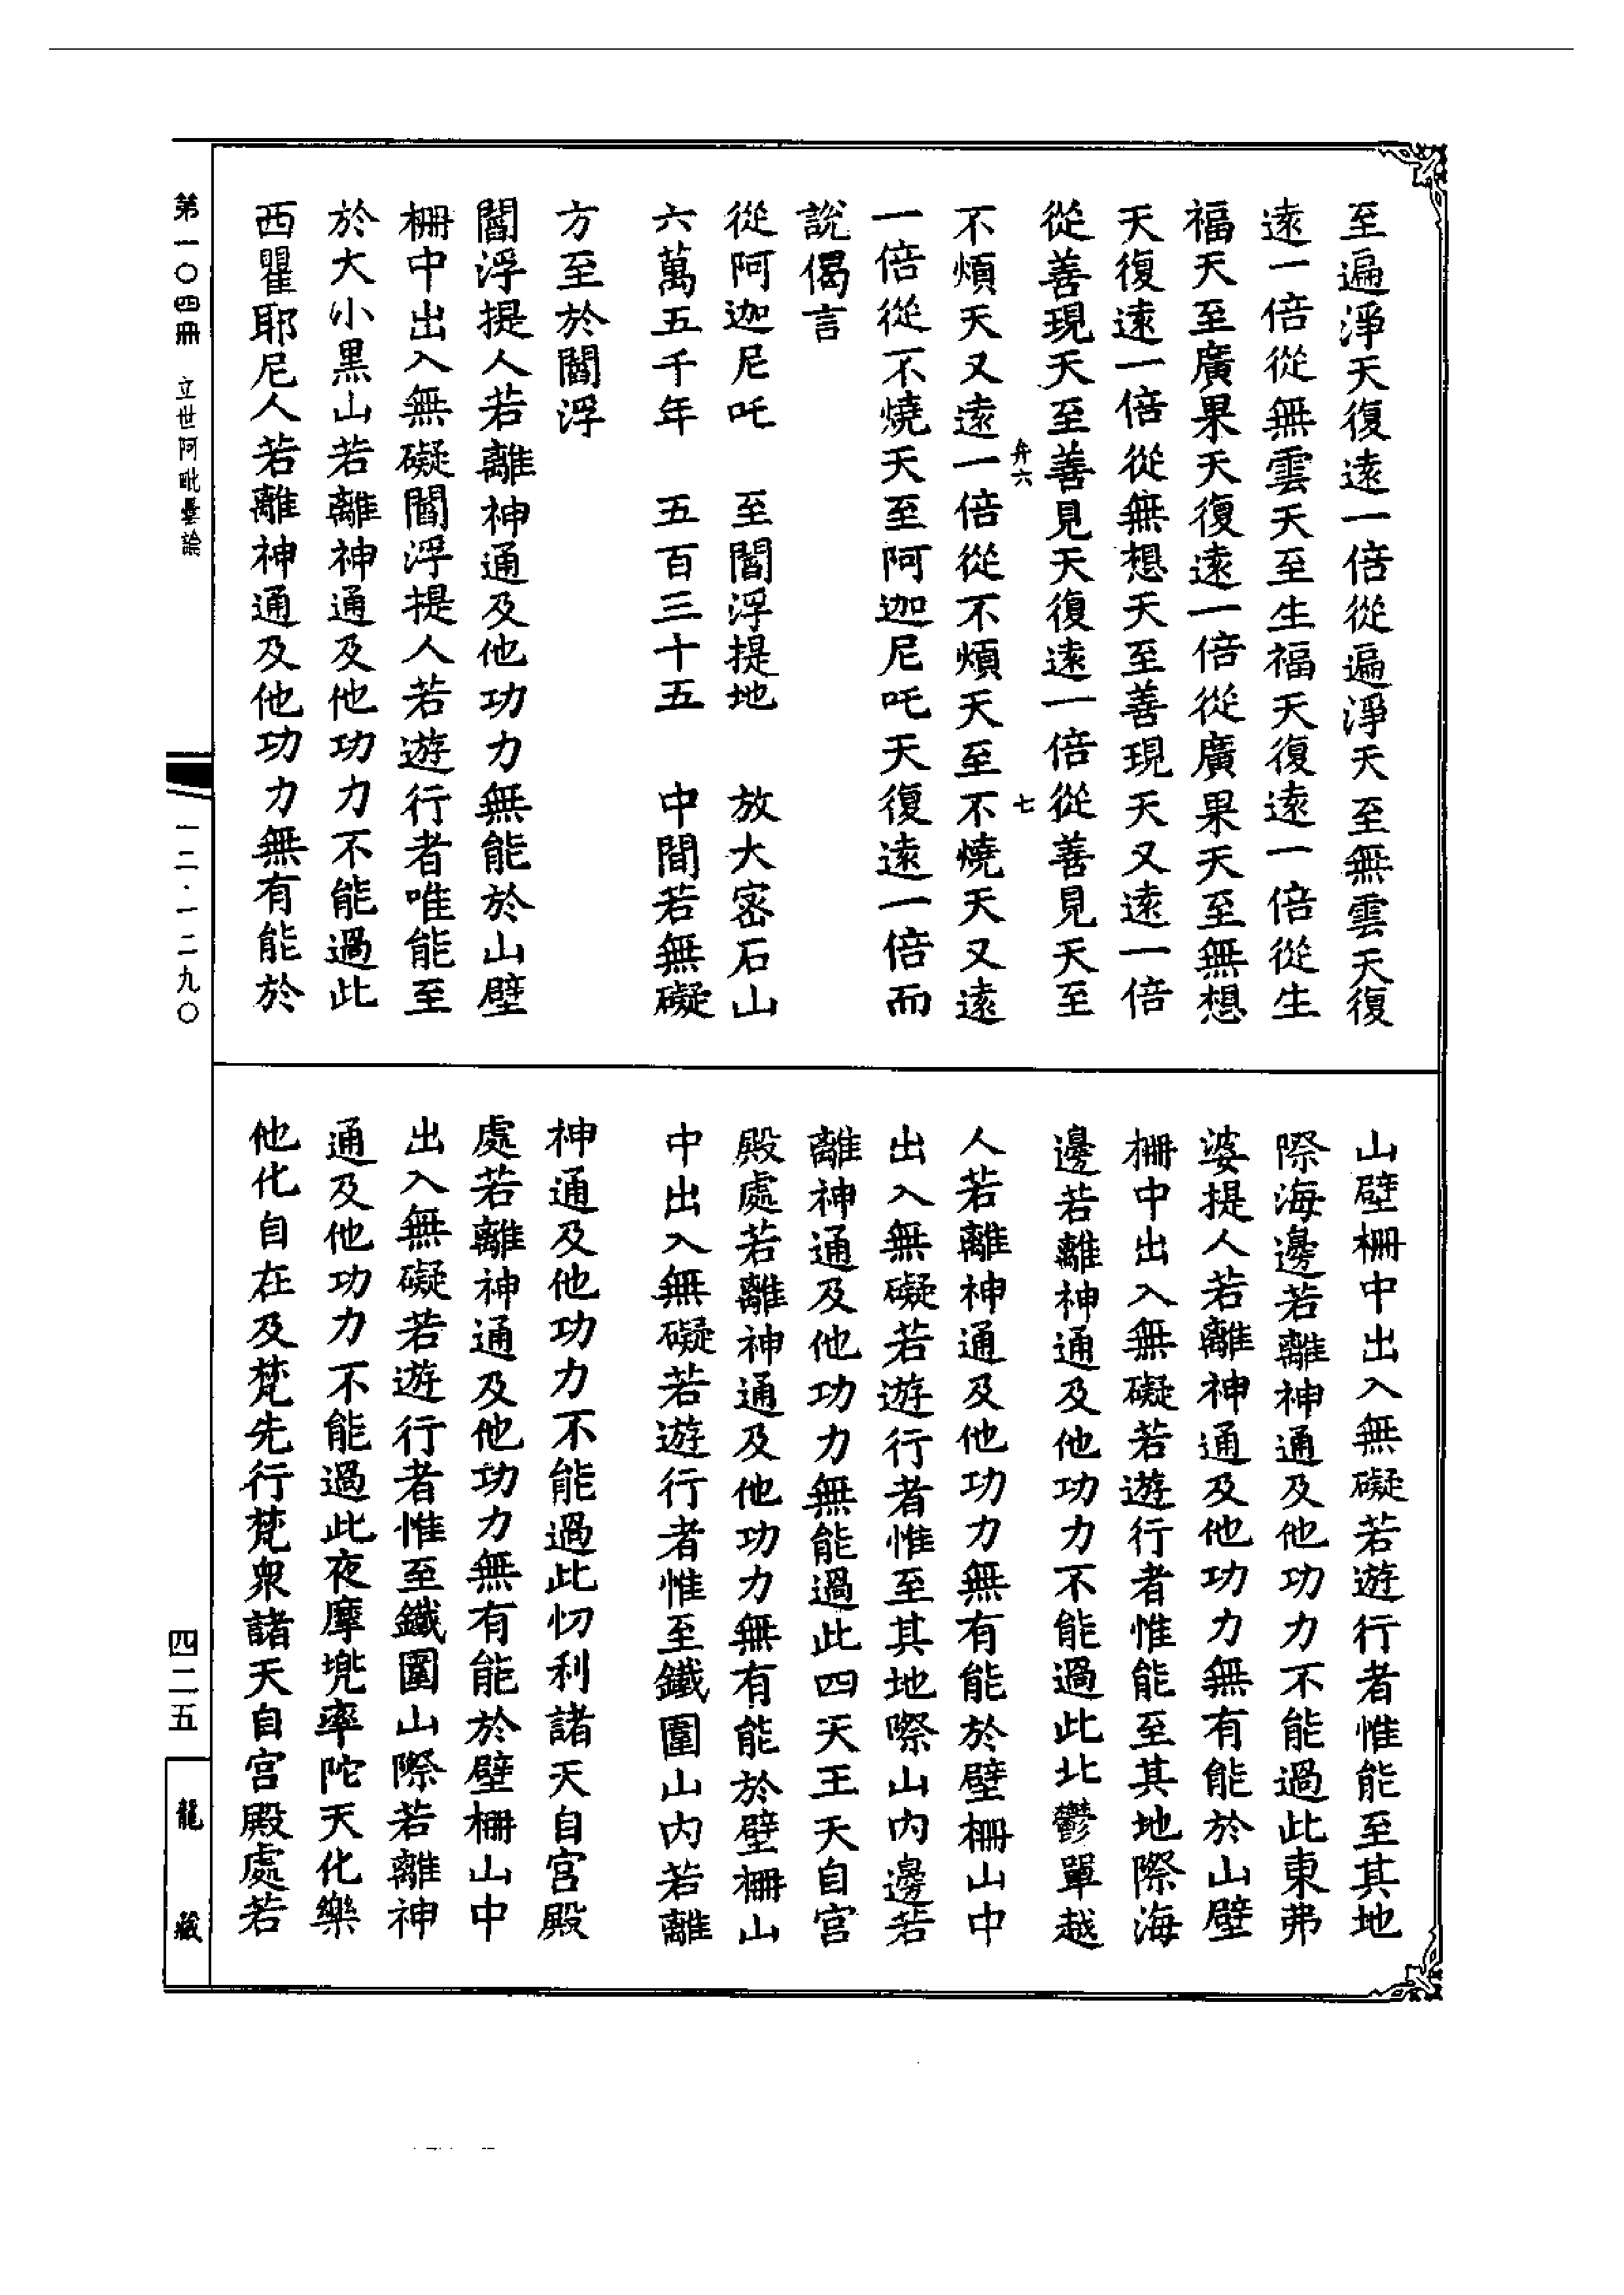 至遍淨天復遠一倍從遍淨天至無雲天復
遠一倍從無雲天至生福天復遠一倍從生
福天至廣果天復遠一倍從廣果天至無想
天復遠一倍從無想天至善現天又遠一倍
從善現天至善見天復遠一倍從善見天至
弁六 七
不煩天又遠一倍從不煩天至不燒天又遠
一倍從不燒天至阿迦尼吒天復遠一倍而
說偈言
從阿迦尼吒 至閻浮提地 放大密石山
六萬五千年 五百三十五 中間若無礙
方至於閻浮
閻浮提人若離神通及他功力無能於山壁
柵中出入無礙閻浮提人若遊行者唯能至
於大小黑山若離神通及他功力不能過此
西瞿耶尼人若離神通及他功力無有能於
山壁柵中出入無礙若遊行者惟能至其地
際海邊若離神通及他功力不能過此東弗
婆提人若離神通及他功力無有能於山壁
柵中出入無礙若遊行者惟能至其地際海
邊若離神通及他功力不能過此北鬱單越
人若離神通及他功力無有能於壁柵山中
出入無礙若遊行者惟至其地際山內邊若
離神通及他功力無能過此四天王天自宮
殿處若離神通及他功力無有能於壁柵山
中出入無礙若遊行者惟至鐵圍山內若離
神通及他功力不能過此忉利諸天自宮殿
處若離神通及他功力無有能於壁柵山中
出入無礙若遊行者惟至鐵圍山際若離神
通及他功力不能過此夜摩兜率陀天化樂
他化自在及梵先行梵衆諸天自宮殿處若
第一〇四冊 立世阿毗曇論
一二·一二九〇
四二五
龍藏